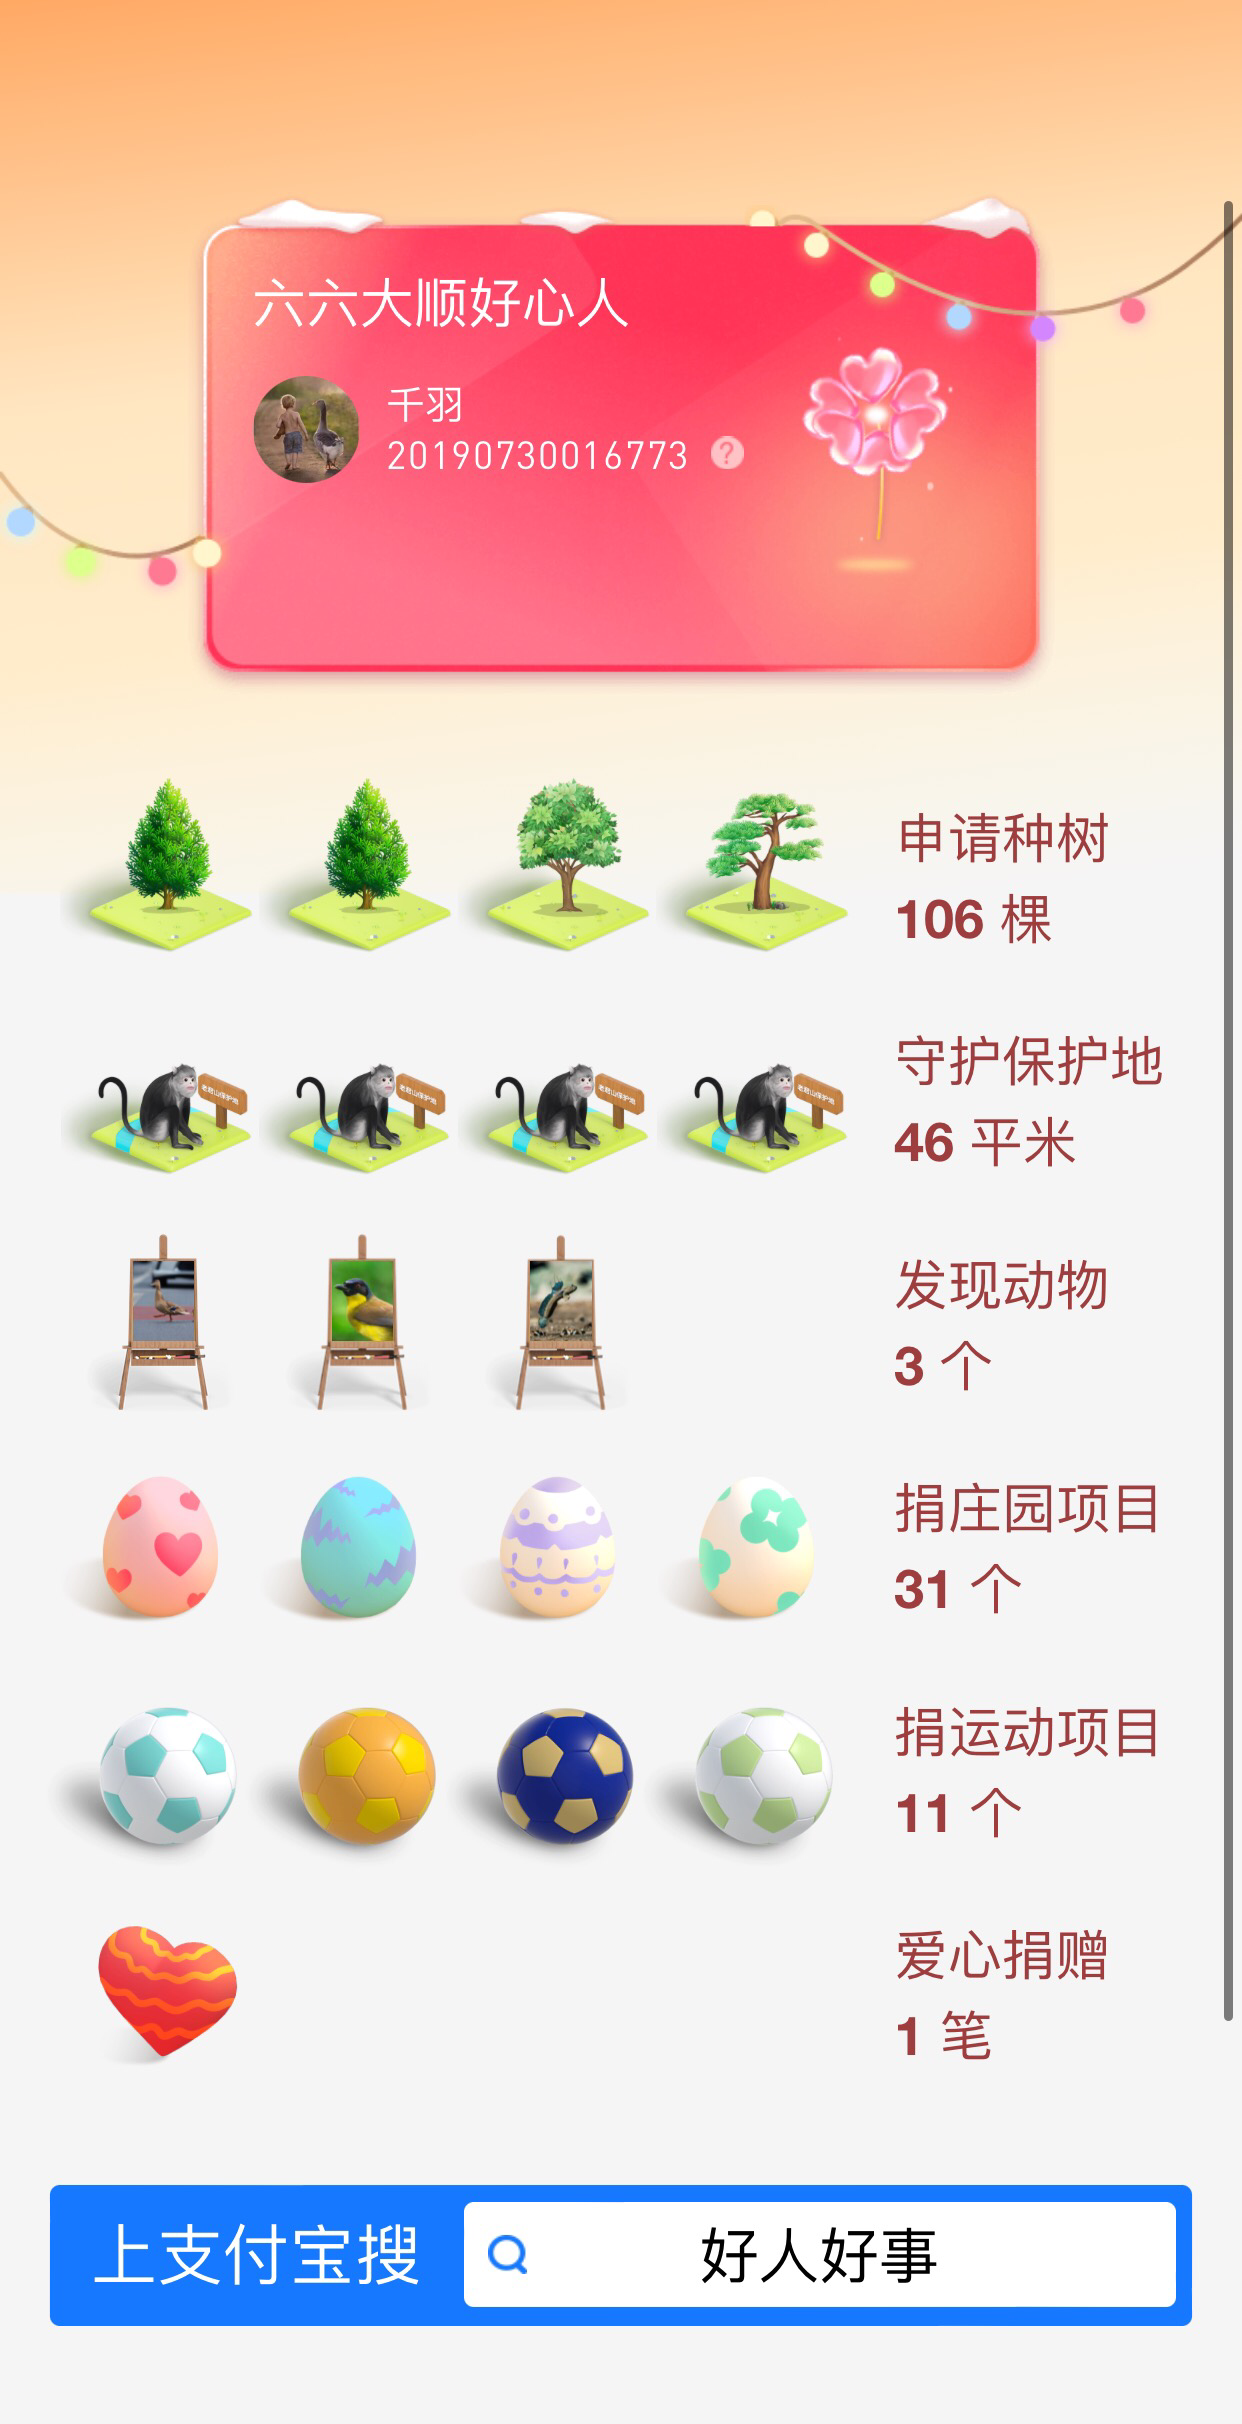 六六大顺好心人
千羽
20190730016773 ?
申请种树
106 棵
守护保护地
46 平米
发现动物
3 个
捐庄园项目
31 个
捐运动项目
11 个
爱心捐赠
1 笔
上支付宝搜 好人好事